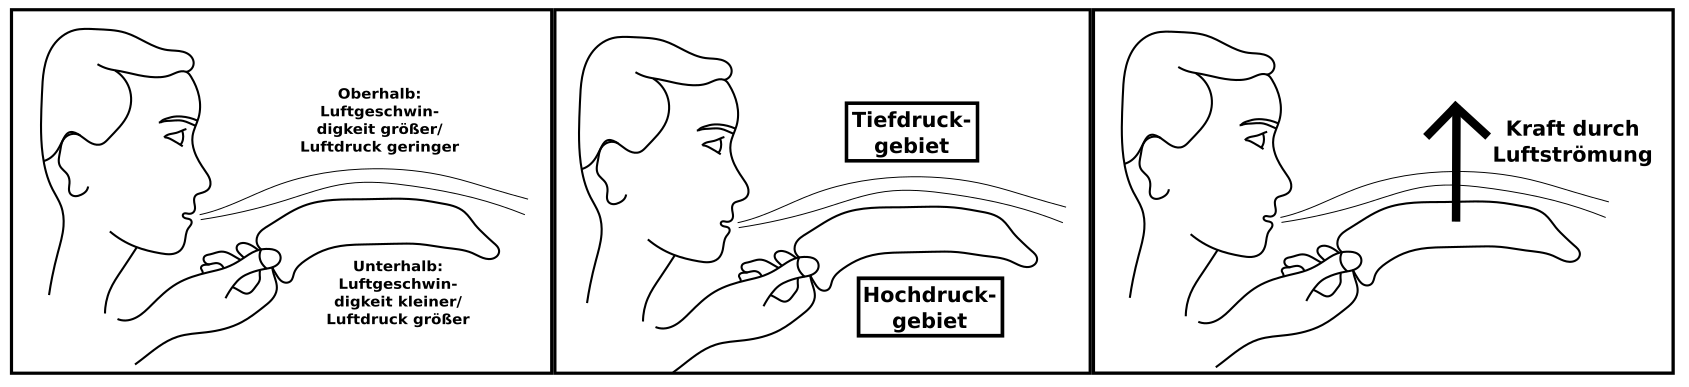 Oberhalb:
Luftgeschwin-
digkeit größer/
Luftdruck geringer
Unterhalb:
Luftgeschwin-
digkeit kleiner/
Luftdruck größer
Tiefdruck-
gebiet
Hochdruck-
gebiet
Kraft durch
Luftströmung